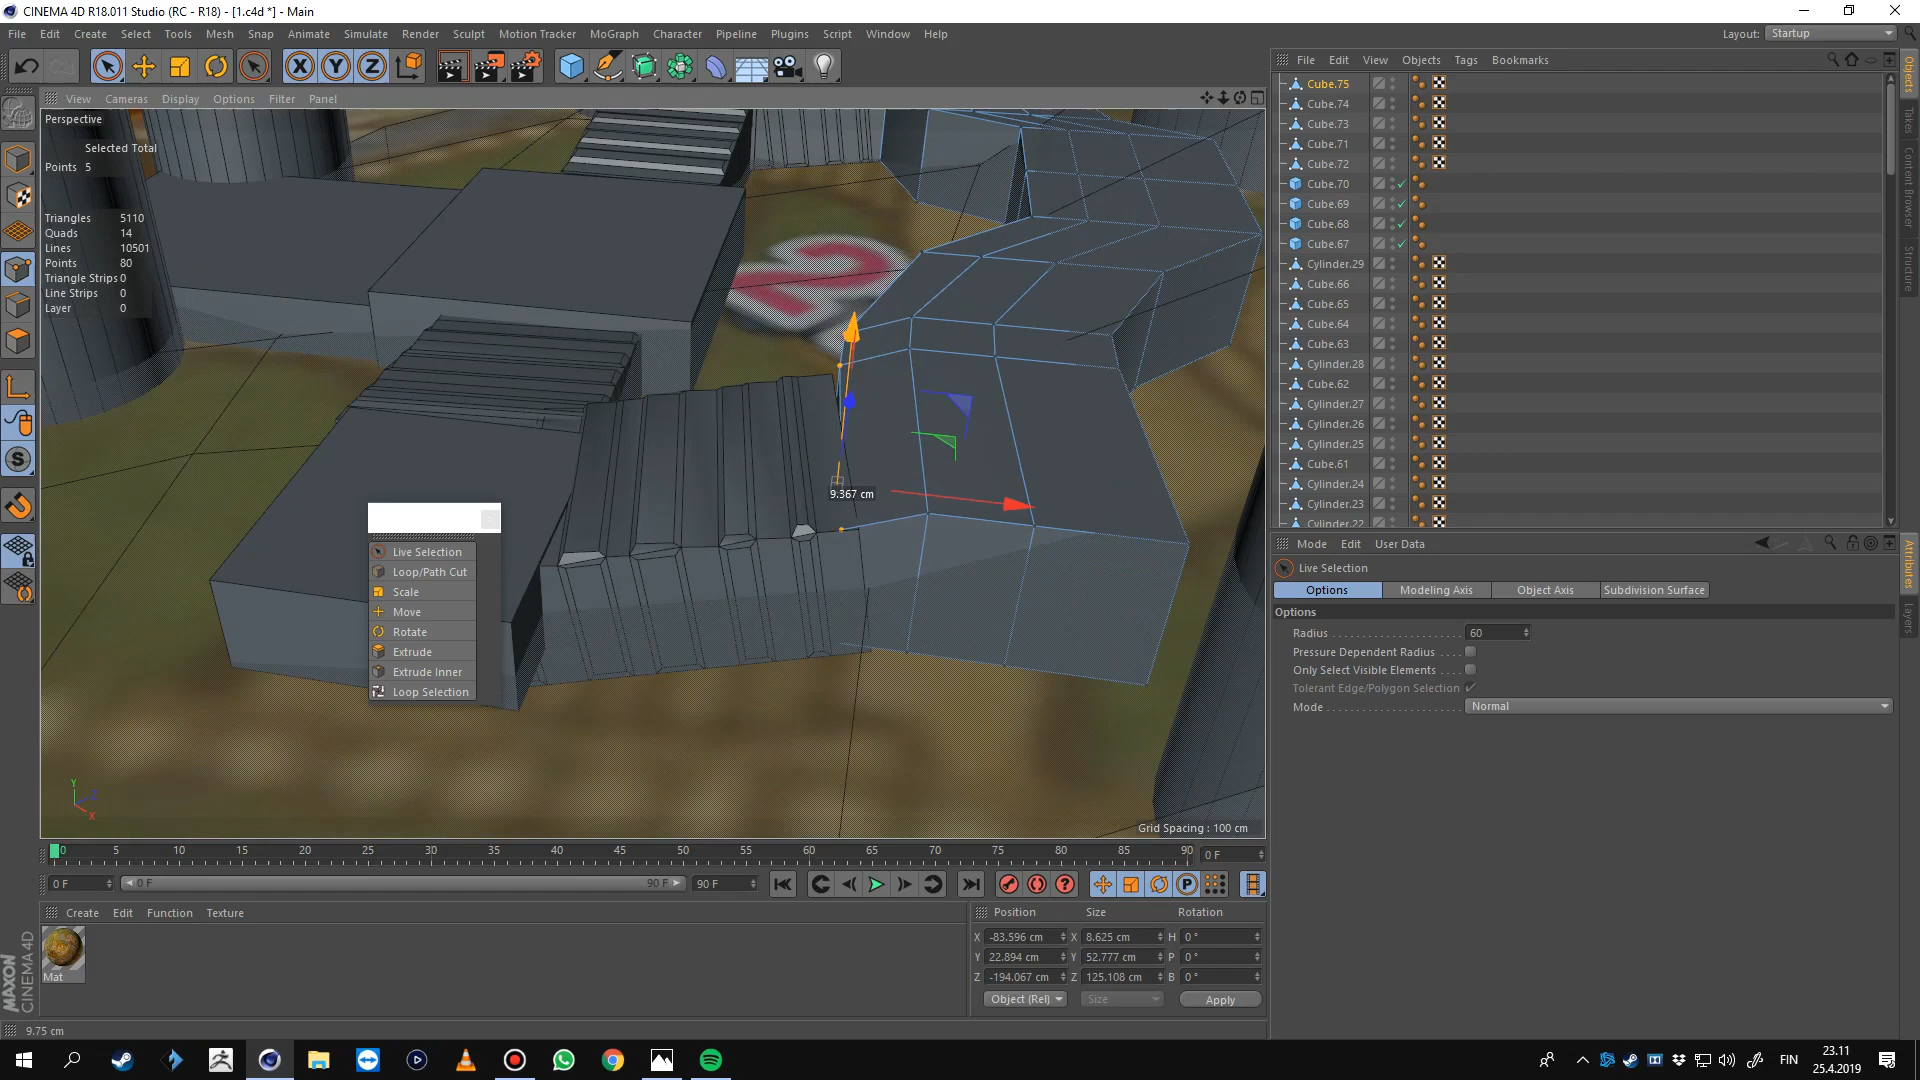 CINEMA 4D R18.011 Studio (RC - R18) - [1.c4d *] - Main
File Edit Create Select Tools Mesh Snap Animate Simulate Render Sculpt Motion Tracker MoGraph Character Pipeline Plugins Script Window Help
Layout: Startup
View Cameras Display Options Filter Panel
Perspective
Selected Total
Points 5
Triangles 5110
Quads 14
Lines 10501
Points 80
Triangle Strips 0
Line Strips 0
Layer 0
9.367 cm
Live Selection
Loop/Path Cut
Scale
Move
Rotate
Extrude
Extrude Inner
Loop Selection
Y
Z
X
Grid Spacing : 100 cm
File Edit View Objects Tags Bookmarks
Cube.75
Cube.74
Cube.73
Cube.71
Cube.72
Cube.70
Cube.69
Cube.68
Cube.67
Cylinder.29
Cube.66
Cube.65
Cube.64
Cube.63
Cylinder.28
Cube.62
Cylinder.27
Cylinder.26
Cylinder.25
Cube.61
Cylinder.24
Cylinder.23
Cylinder.22
Objects
Takes
Content Browser
Structure
Mode Edit User Data
Live Selection
Options Modeling Axis Object Axis Subdivision Surface
Options
Radius 60
Pressure Dependent Radius
Only Select Visible Elements
Tolerant Edge/Polygon Selection
Mode Normal
Attributes
Layers
0 5 10 15 20 25 30 35 40 45 50 55 60 65 70 75 80 85 90 0 F
0 F 0 F 90 F 90 F
Create Edit Function Texture
Mat
Position Size Rotation
X -83.596 cm X 8.625 cm H 0 °
Y 22.894 cm Y 52.777 cm P 0 °
Z -194.067 cm Z 125.108 cm B 0 °
Object (Rel) Size Apply
MAXON CINEMA 4D
9.75 cm
FIN
23.11
25.4.2019